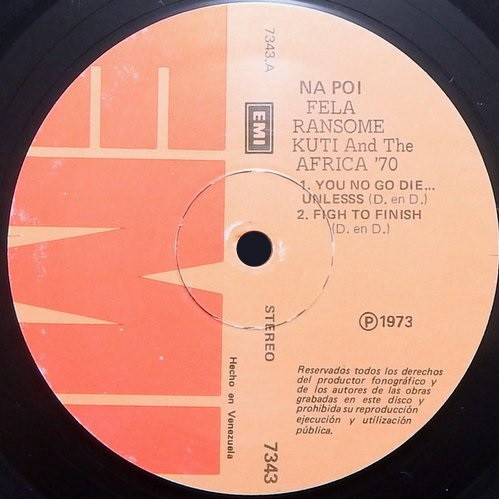 7343.A
EMI
NA POI
FELA
RANSOME
KUTI And The
AFRICA '70
1. YOU NO GO DIE...
UNLESSS (D. en D.)
2. FIGH TO FINISH
(D. en D.)
STEREO
Ⓟ 1973
Hecho en Venezuela
7343
Reservados todos los derechos
del productor fonográfico y
de los autores de las obras
grabadas en este disco y
prohibida su reproducción
ejecución y utilización
pública.